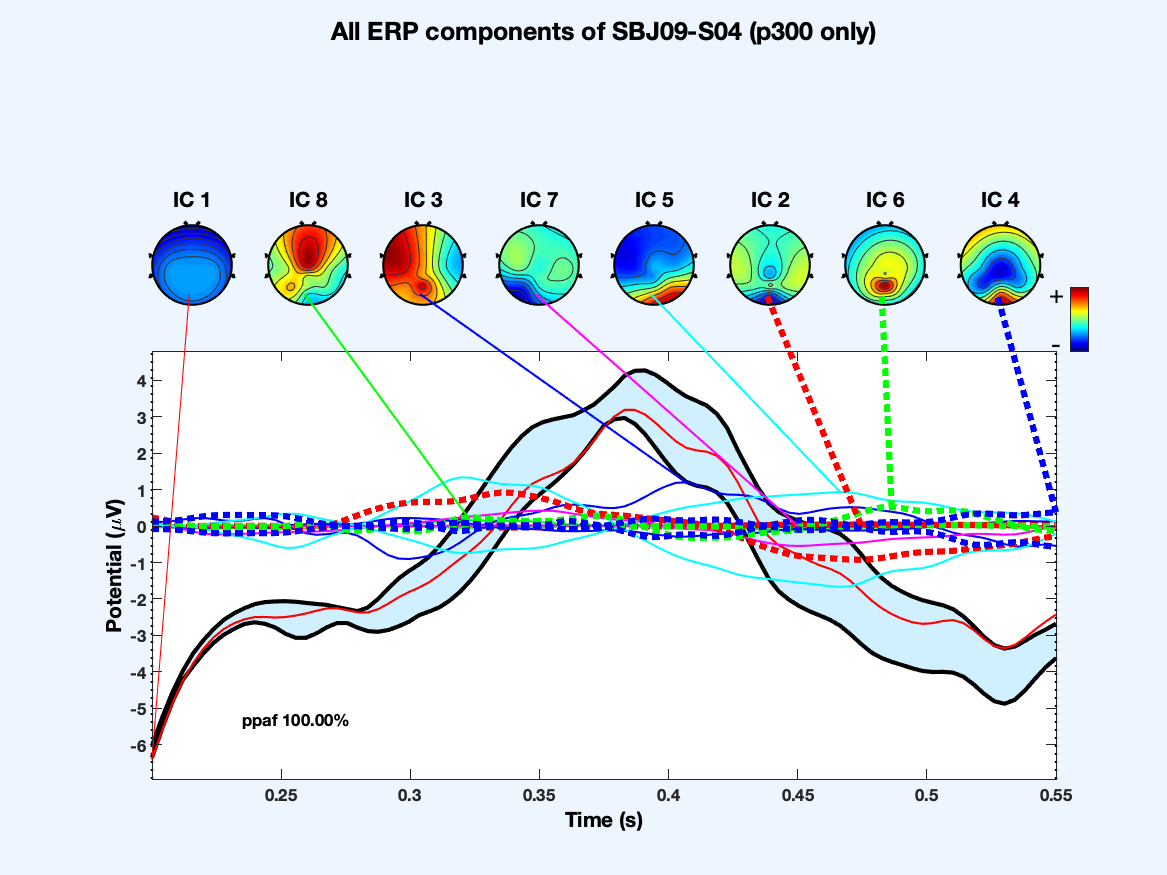 All ERP components of SBJ09-S04 (p300 only)
IC 1 IC 8 IC 3 IC 7 IC 5 IC 2 IC 6 IC 4
+
-
4
3
2
1
0
-1
-2
-3
-4
-5
-6
Potential (μV)
ppaf 100.00%
0.25 0.3 0.35 0.4 0.45 0.5 0.55
Time (s)